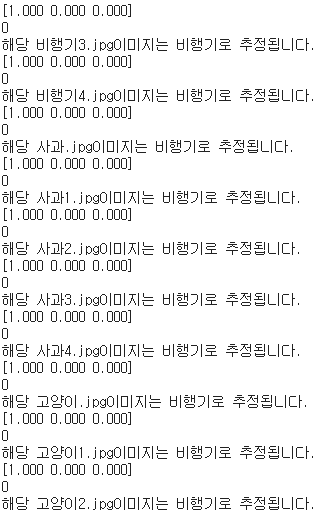 [1.000 0.000 0.000]
0
해당 비행기3.jpg이미지는 비행기로 추정됩니다.
[1.000 0.000 0.000]
0
해당 비행기4.jpg이미지는 비행기로 추정됩니다.
[1.000 0.000 0.000]
0
해당 사과.jpg이미지는 비행기로 추정됩니다.
[1.000 0.000 0.000]
0
해당 사과1.jpg이미지는 비행기로 추정됩니다.
[1.000 0.000 0.000]
0
해당 사과2.jpg이미지는 비행기로 추정됩니다.
[1.000 0.000 0.000]
0
해당 사과3.jpg이미지는 비행기로 추정됩니다.
[1.000 0.000 0.000]
0
해당 사과4.jpg이미지는 비행기로 추정됩니다.
[1.000 0.000 0.000]
0
해당 고양이.jpg이미지는 비행기로 추정됩니다.
[1.000 0.000 0.000]
0
해당 고양이1.jpg이미지는 비행기로 추정됩니다.
[1.000 0.000 0.000]
0
해당 고양이2.jpg이미지는 비행기로 추정됩니다.